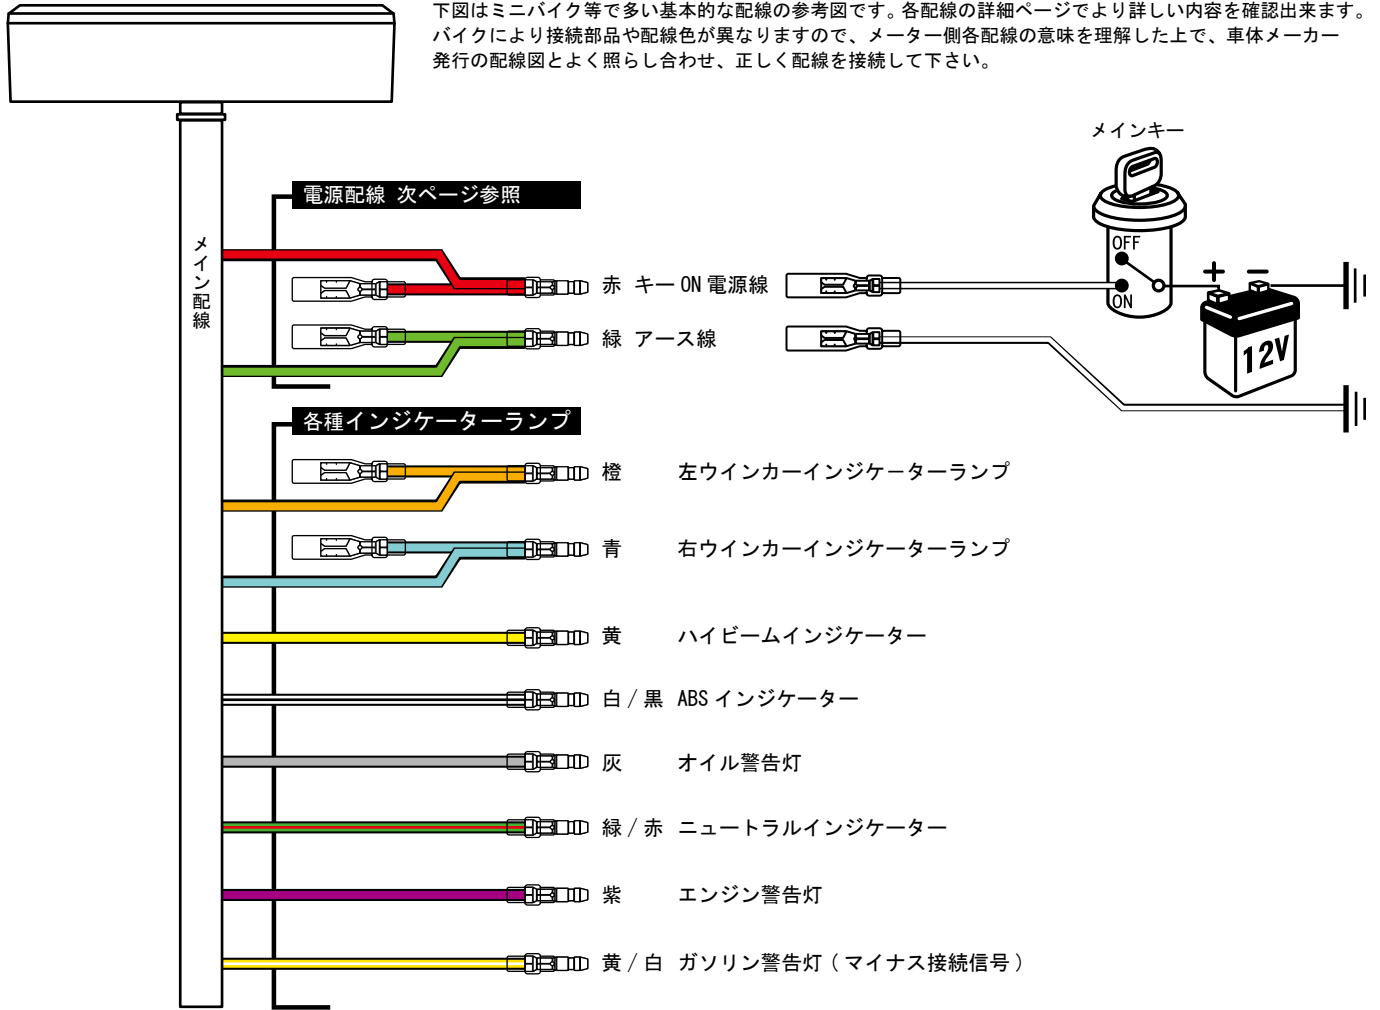 下図はミニバイク等で多い基本的な配線の参考図です。各配線の詳細ページでより詳しい内容を確認出来ます。
バイクにより接続部品や配線色が異なりますので、メーター側各配線の意味を理解した上で、車体メーカー
発行の配線図とよく照らし合わせ、正しく配線を接続して下さい。
メインキー
電源配線 次ページ参照
メイン配線
OFF
ON
+ −
12V
赤 キーON電源線
緑 アース線
各種インジケーターランプ
橙 左ウインカーインジケーターランプ
青 右ウインカーインジケーターランプ
黄 ハイビームインジケーター
白/黒 ABSインジケーター
灰 オイル警告灯
緑/赤 ニュートラルインジケーター
紫 エンジン警告灯
黄/白 ガソリン警告灯(マイナス接続信号)